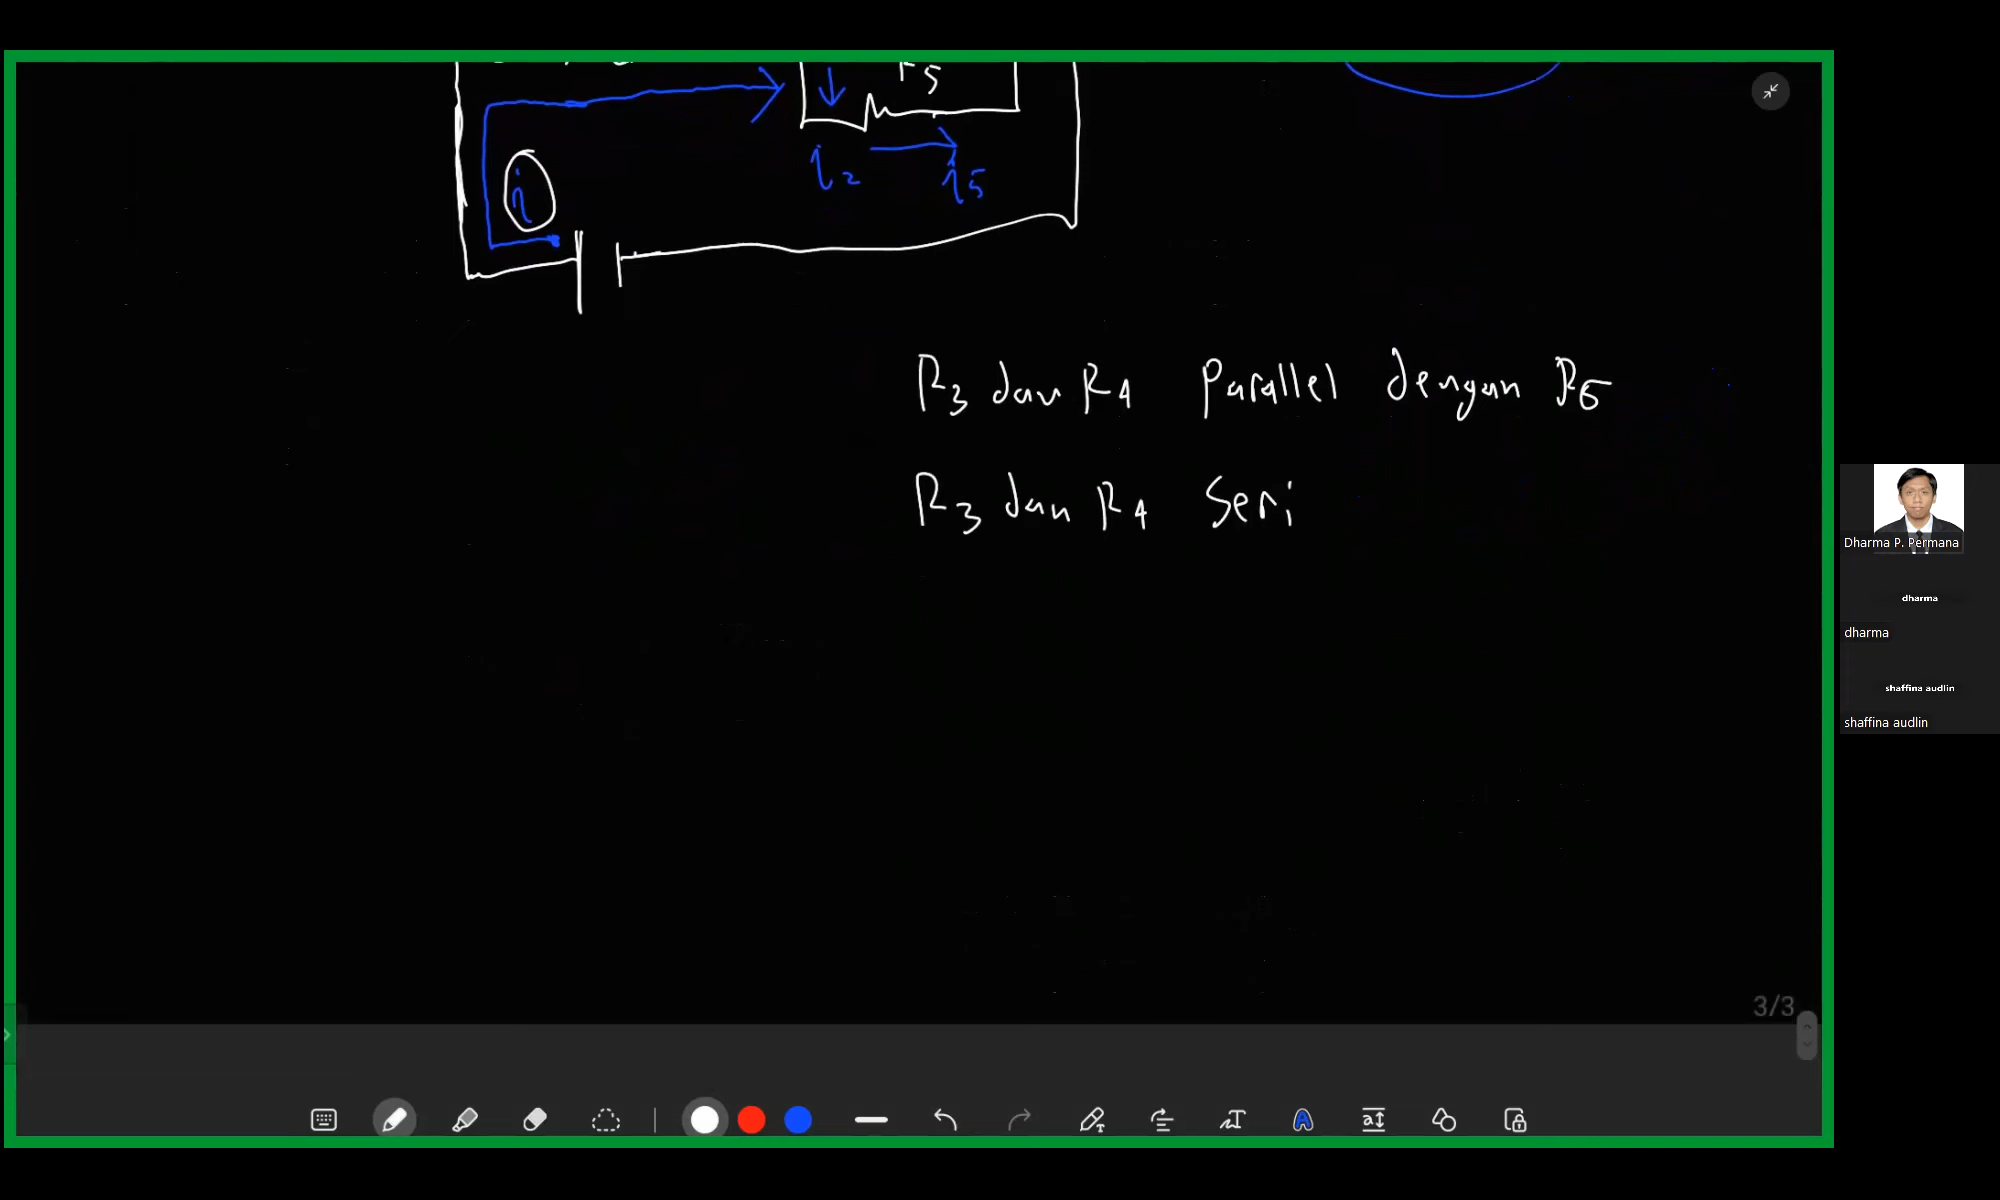 R5
i2 i5
i
R3 dan R4 Parallel dengan R5
R3 dan R4 Seri
Dharma P. Permana
dharma
dharma
shaffina audlin
shaffina audlin
3/3